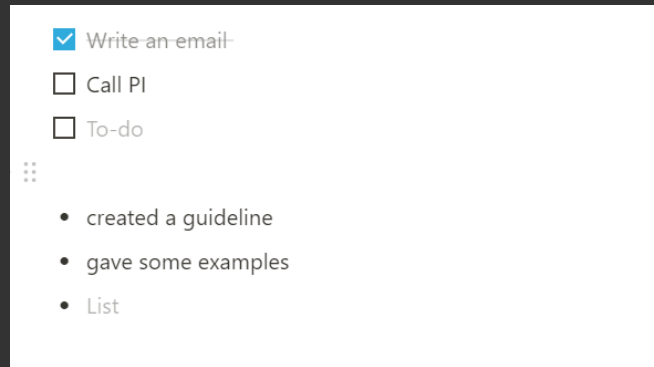 Write an email
Call PI
To-do
created a guideline
gave some examples
List